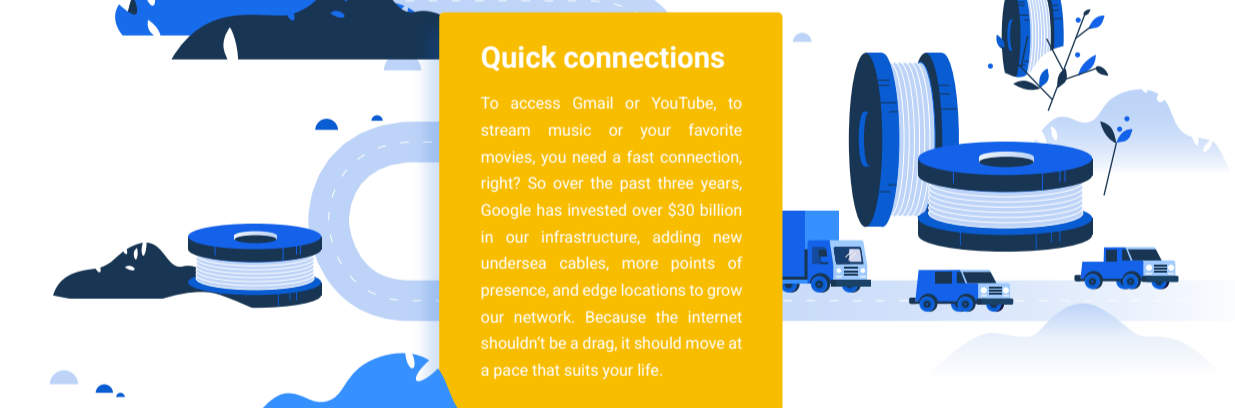 Quick connections
To access Gmail or YouTube, to
stream music or your favorite
movies, you need a fast connection,
right? So over the past three years,
Google has invested over $30 billion
in our infrastructure, adding new
undersea cables, more points of
presence, and edge locations to grow
our network. Because the internet
shouldn't be a drag, it should move at
a pace that suits your life.